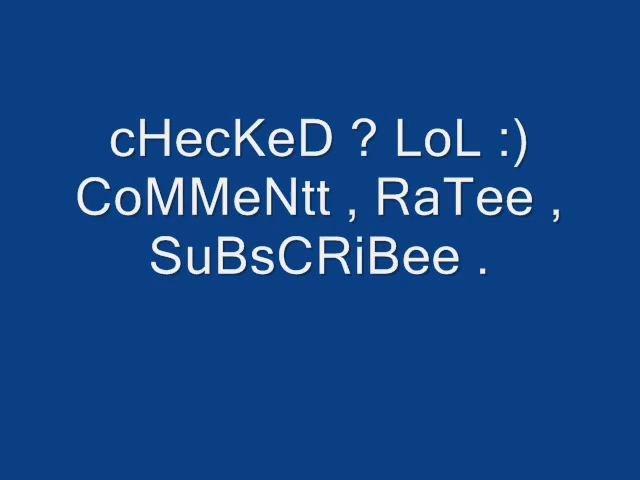 cHecKeD ? LoL :)
CoMMeNtt , RaTee ,
SuBsCRiBee .